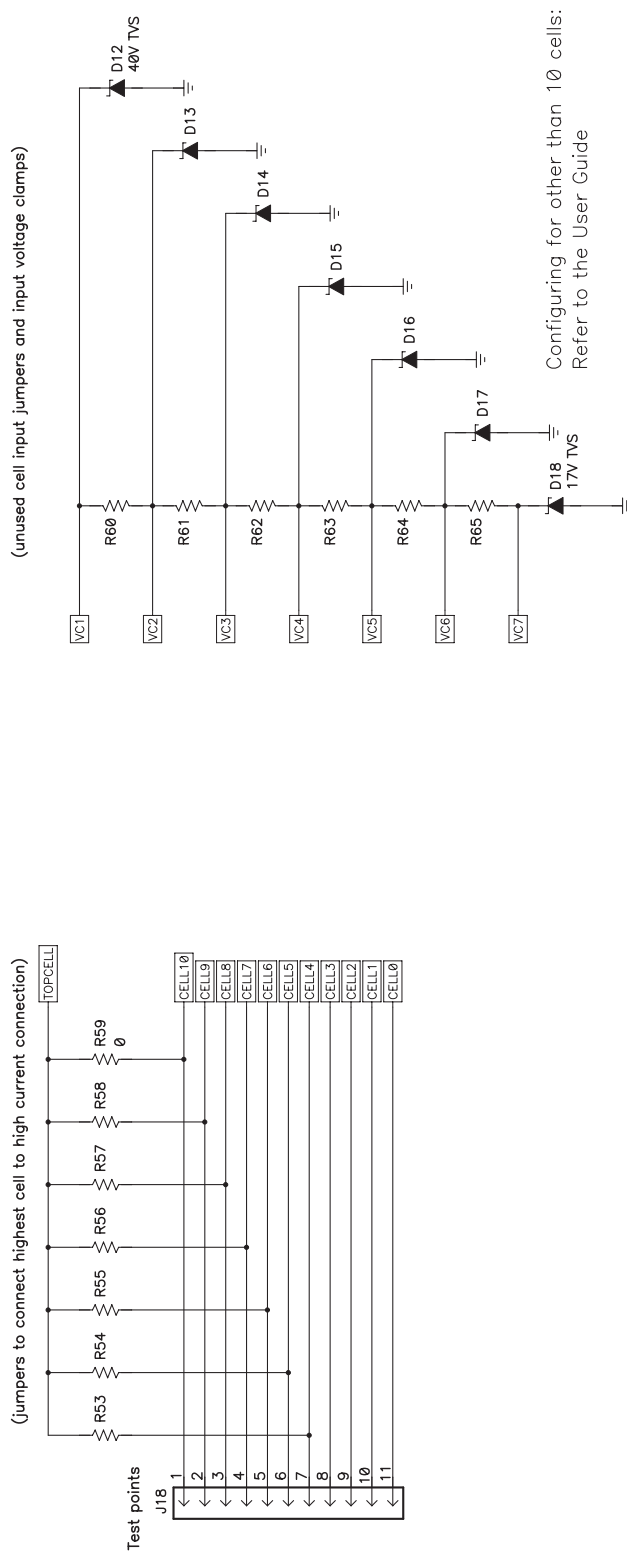 (jumpers to connect highest cell to high current connection)
TOPCELL
R53
R54
R55
R56
R57
R58
R59
0
Test points
J18
1
2
3
4
5
6
7
8
9
10
11
CELL10
CELL9
CELL8
CELL7
CELL6
CELL5
CELL4
CELL3
CELL2
CELL1
CELL0
(unused cell input jumpers and input voltage clamps)
VC1
VC2
VC3
VC4
VC5
VC6
VC7
R60
R61
R62
R63
R64
R65
D12
40V TVS
D13
D14
D15
D16
D17
D18
17V TVS
Configuring for other than 10 cells:
Refer to the User Guide